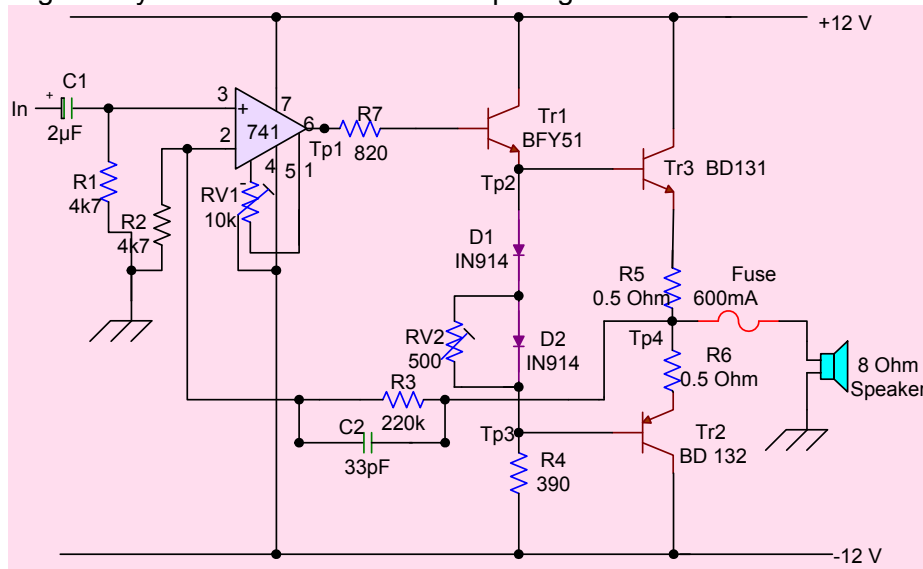 +12 V
C1
In
+
2µF
3
+
7
2
741
6
4
5
1
Tp1
R7
820
Tr1
BFY51
Tp2
Tr3 BD131
R1
4k7
R2
4k7
RV1
-
10k
D1
IN914
R5
0.5 Ohm
Fuse
600mA
Tp4
RV2
500
D2
IN914
R6
0.5 Ohm
8 Ohm
Speaker
R3
220k
C2
33pF
Tp3
Tr2
BD 132
R4
390
-12 V